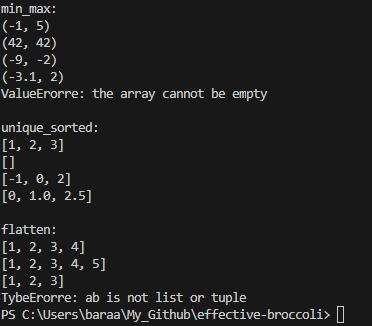 min_max:
(-1, 5)
(42, 42)
(-9, -2)
(-3.1, 2)
ValueErorre: the array cannot be empty

unique_sorted:
[1, 2, 3]
[]
[-1, 0, 2]
[0, 1.0, 2.5]

flatten:
[1, 2, 3, 4]
[1, 2, 3, 4, 5]
[1, 2, 3]
TybeErorre: ab is not list or tuple
PS C:\Users\baraa\My_Github\effective-broccoli>